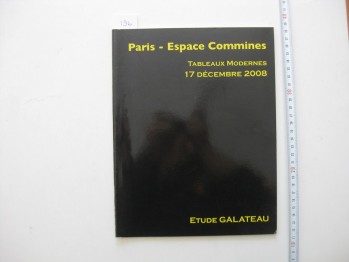 Paris - Espace Commines
Tableaux Modernes
17 décembre 2008
Etude GALATEAU